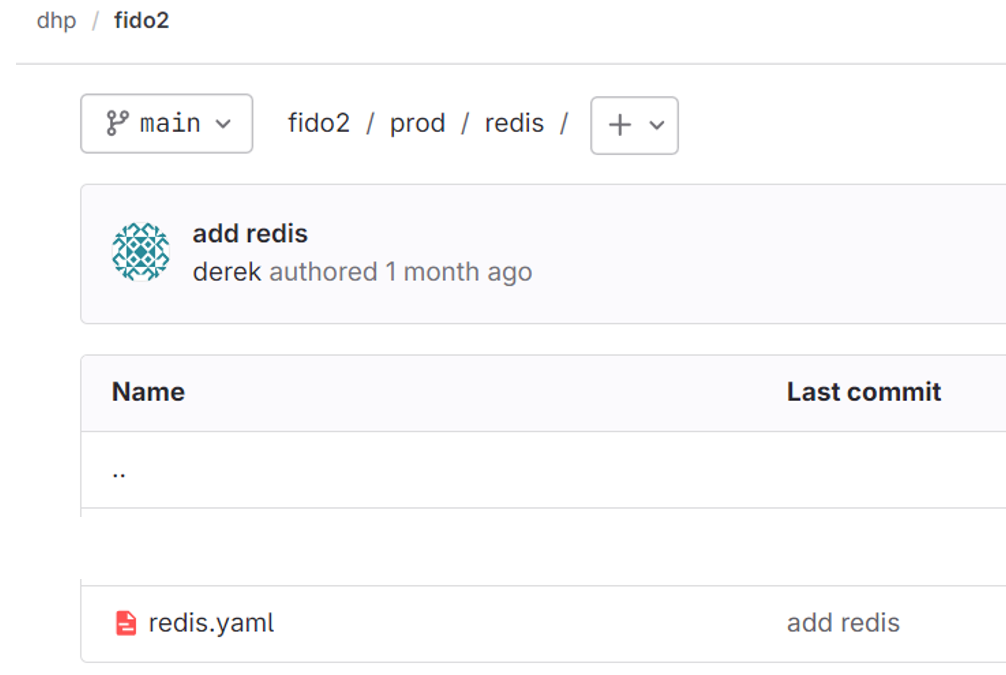 dhp / fido2
main fido2 / prod / redis /
add redis
derek authored 1 month ago
Name Last commit
..
redis.yaml add redis